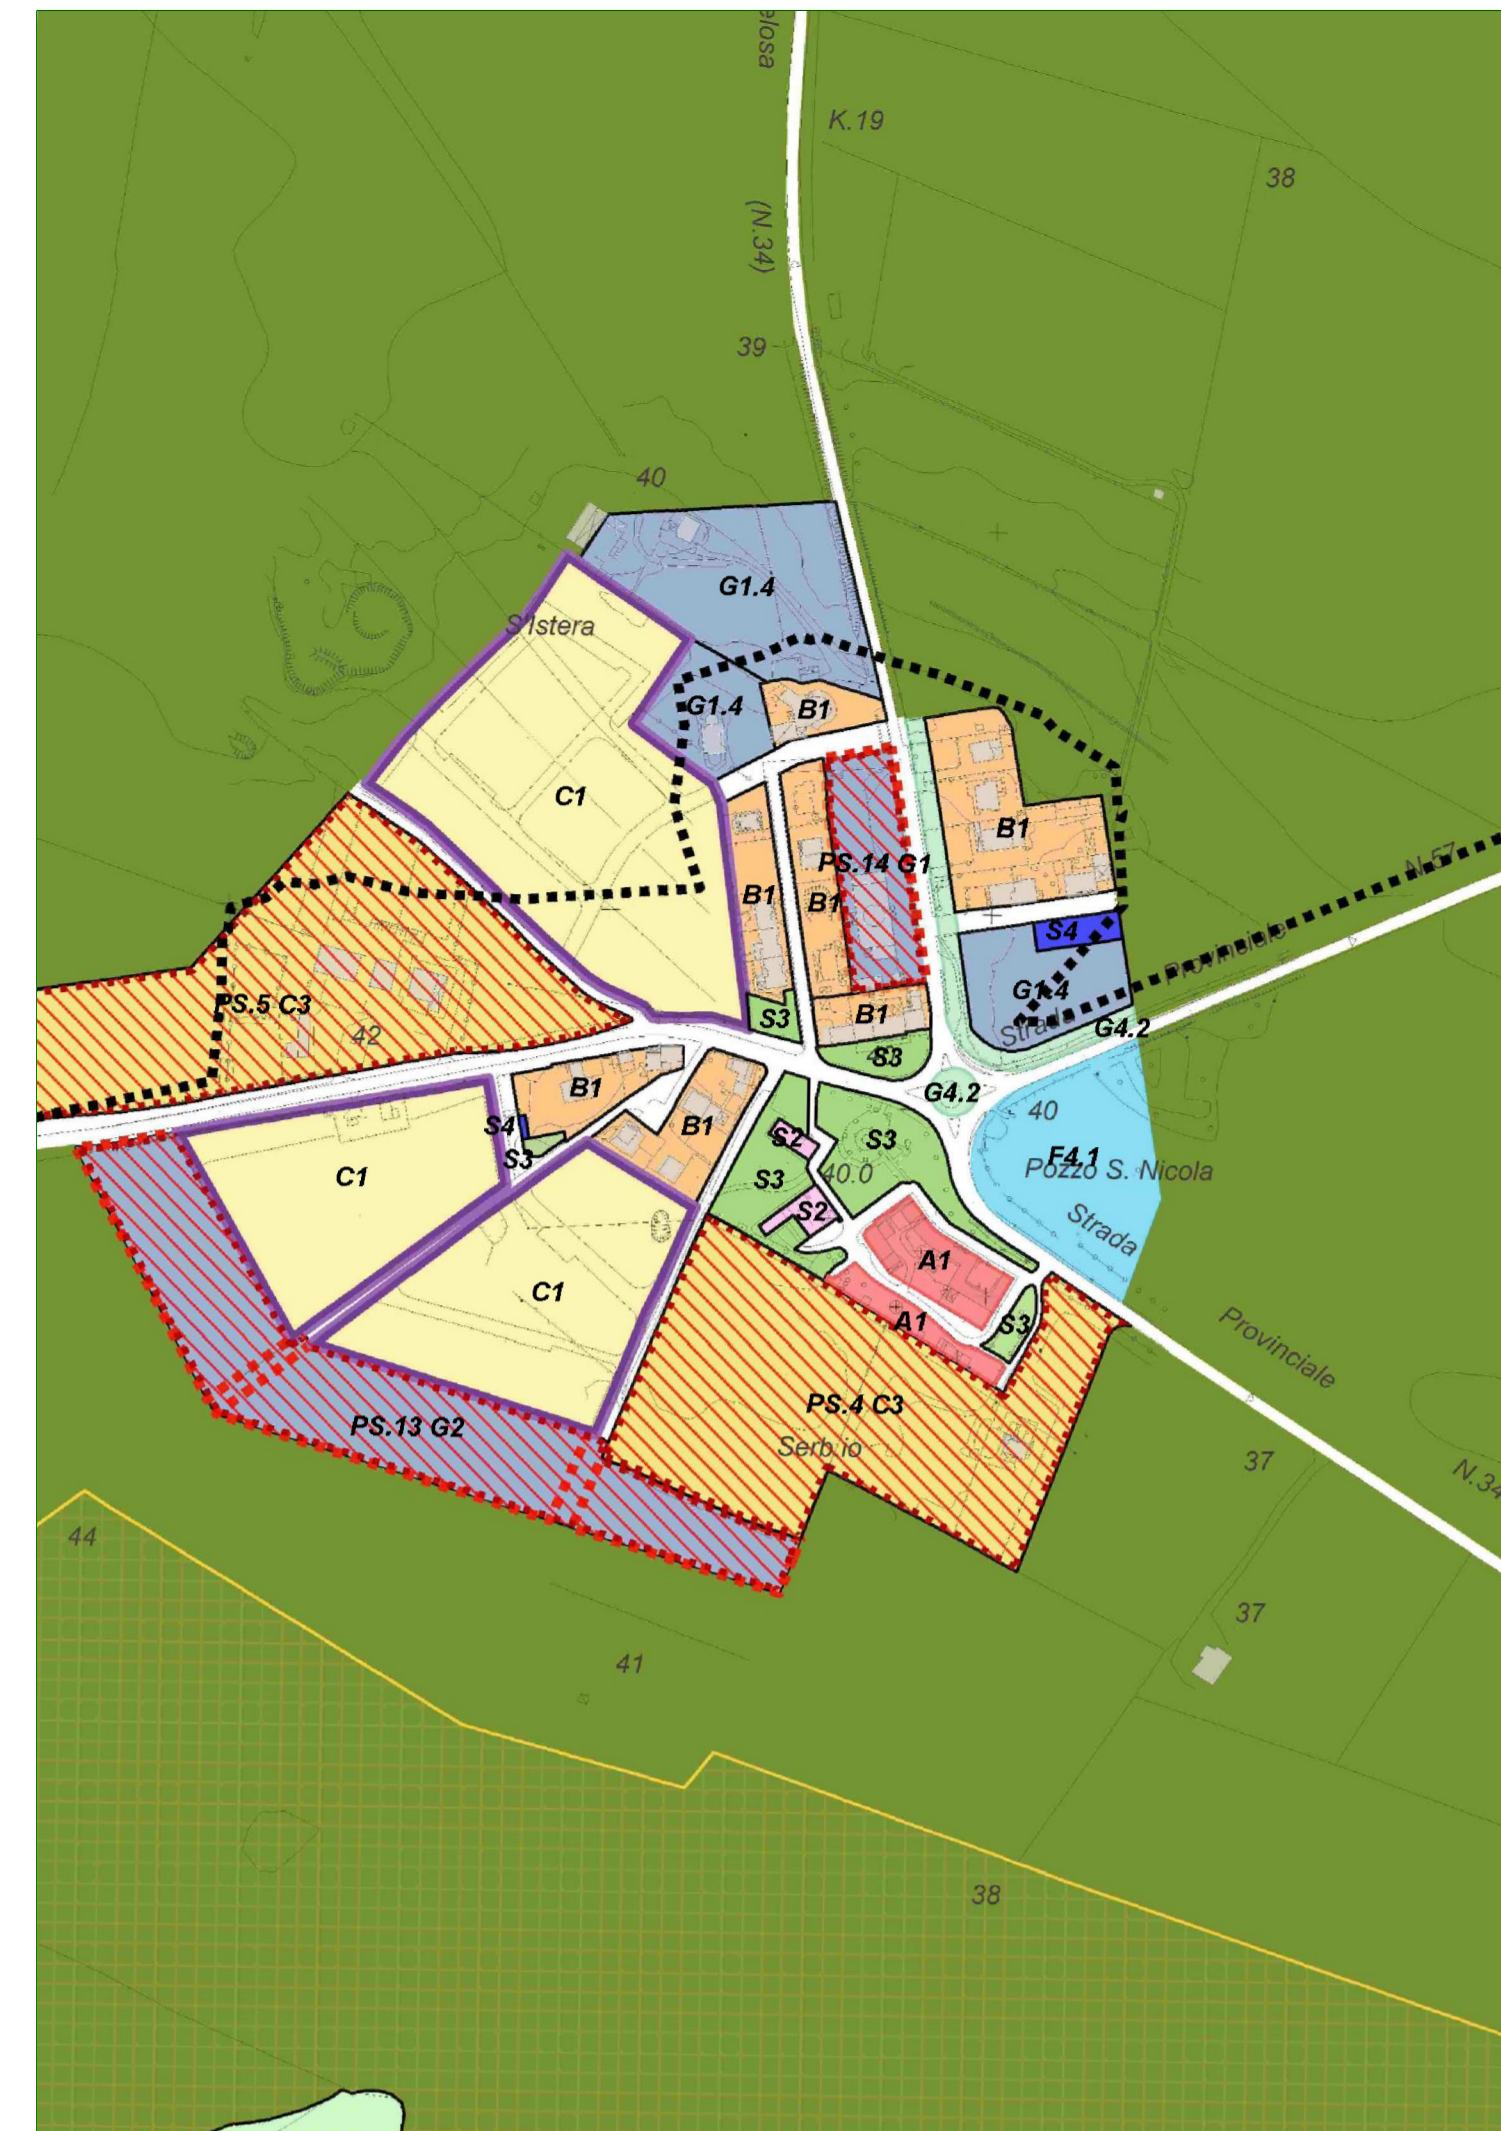 elosa
K.19
38
(N.34)
39
40
G1.4
S'Istera
G1.4
B1
C1
B1
PS.14 G1
B1
B1
N.57
S4
Provinciale
G1.4
PS.5 C3
B1
S3
Strada
G4.2
42
S3
B1
G4.2
40
S4
B1
S2
S3
S3
F4.1
C1
S3
40.0
Pozzo S. Nicola
S2
Strada
A1
C1
A1
S3
Provinciale
PS.4 C3
PS.13 G2
Serbio
37
N.34
44
37
41
38